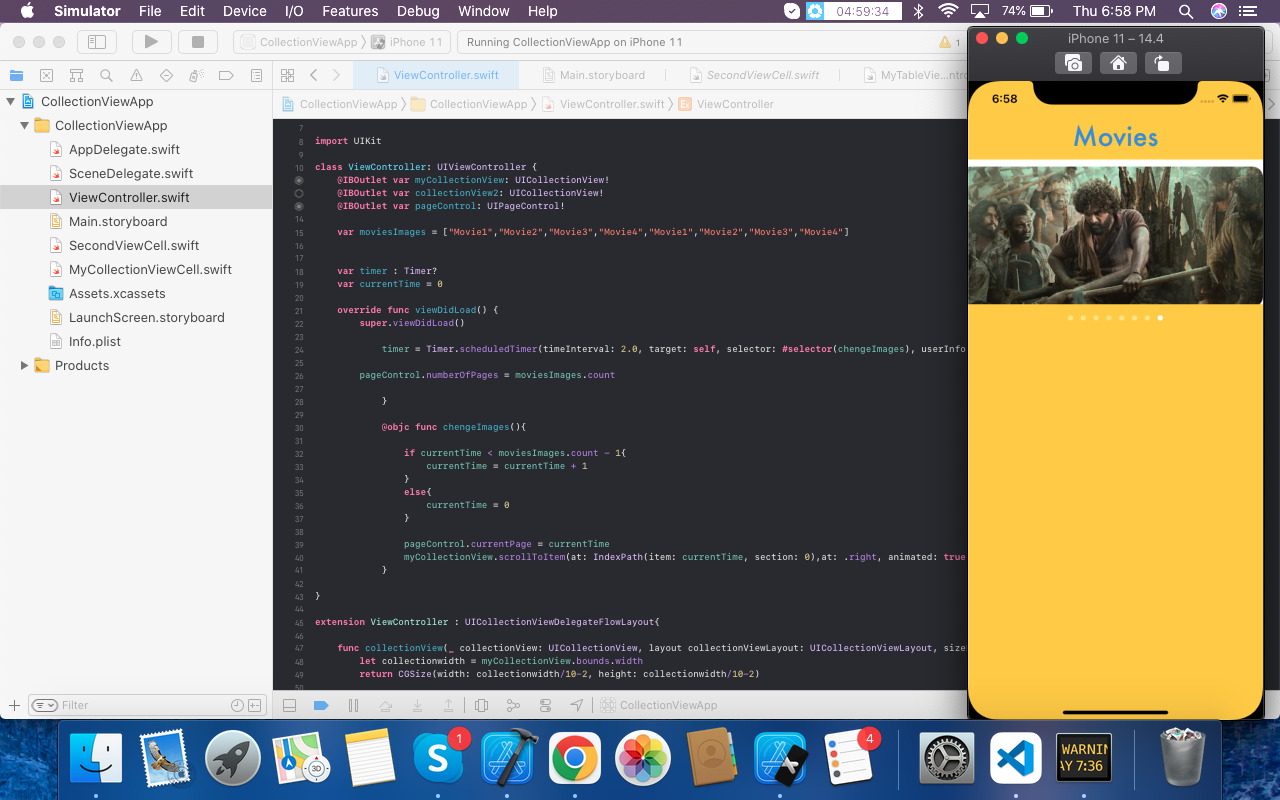 Simulator File Edit Device I/O Features Debug Window Help 04:59:34 74% Thu 6:58 PM
CollectionViewApp iPhone 11 Running CollectionViewApp on iPhone 11 1
iPhone 11 – 14.4
ViewController.swift Main.storyboard SecondViewCell.swift MyTableVie...ntro
CollectionViewApp CollectionViewApp ViewController.swift Ex ViewController
CollectionViewApp
CollectionViewApp
AppDelegate.swift
SceneDelegate.swift
ViewController.swift
Main.storyboard
SecondViewCell.swift
MyCollectionViewCell.swift
Assets.xcassets
LaunchScreen.storyboard
Info.plist
Products
Filter
7
8 import UIKit
9
10 class ViewController: UIViewController {
@IBOutlet var myCollectionView: UICollectionView!
@IBOutlet var collectionView2: UICollectionView!
@IBOutlet var pageControl: UIPageControl!
14
15 var moviesImages = ["Movie1","Movie2","Movie3","Movie4","Movie1","Movie2","Movie3","Movie4"]
16
17
18 var timer : Timer?
19 var currentTime = 0
20
21 override func viewDidLoad() {
22 super.viewDidLoad()
23
24 timer = Timer.scheduledTimer(timeInterval: 2.0, target: self, selector: #selector(chengeImages), userInfo
25
26 pageControl.numberOfPages = moviesImages.count
27
28 }
29
30 @objc func chengeImages(){
31
32 if currentTime < moviesImages.count - 1{
33 currentTime = currentTime + 1
34 }
35 else{
36 currentTime = 0
37 }
38
39 pageControl.currentPage = currentTime
40 myCollectionView.scrollToItem(at: IndexPath(item: currentTime, section: 0),at: .right, animated: true
41 }
42
43 }
44
45 extension ViewController : UICollectionViewDelegateFlowLayout{
46
47 func collectionView(_ collectionView: UICollectionView, layout collectionViewLayout: UICollectionViewLayout, size
48 let collectionwidth = myCollectionView.bounds.width
49 return CGSize(width: collectionwidth/10-2, height: collectionwidth/10-2)
50
CollectionViewApp
6:58
Movies
1
3D
4
WARNIN
AY 7:36